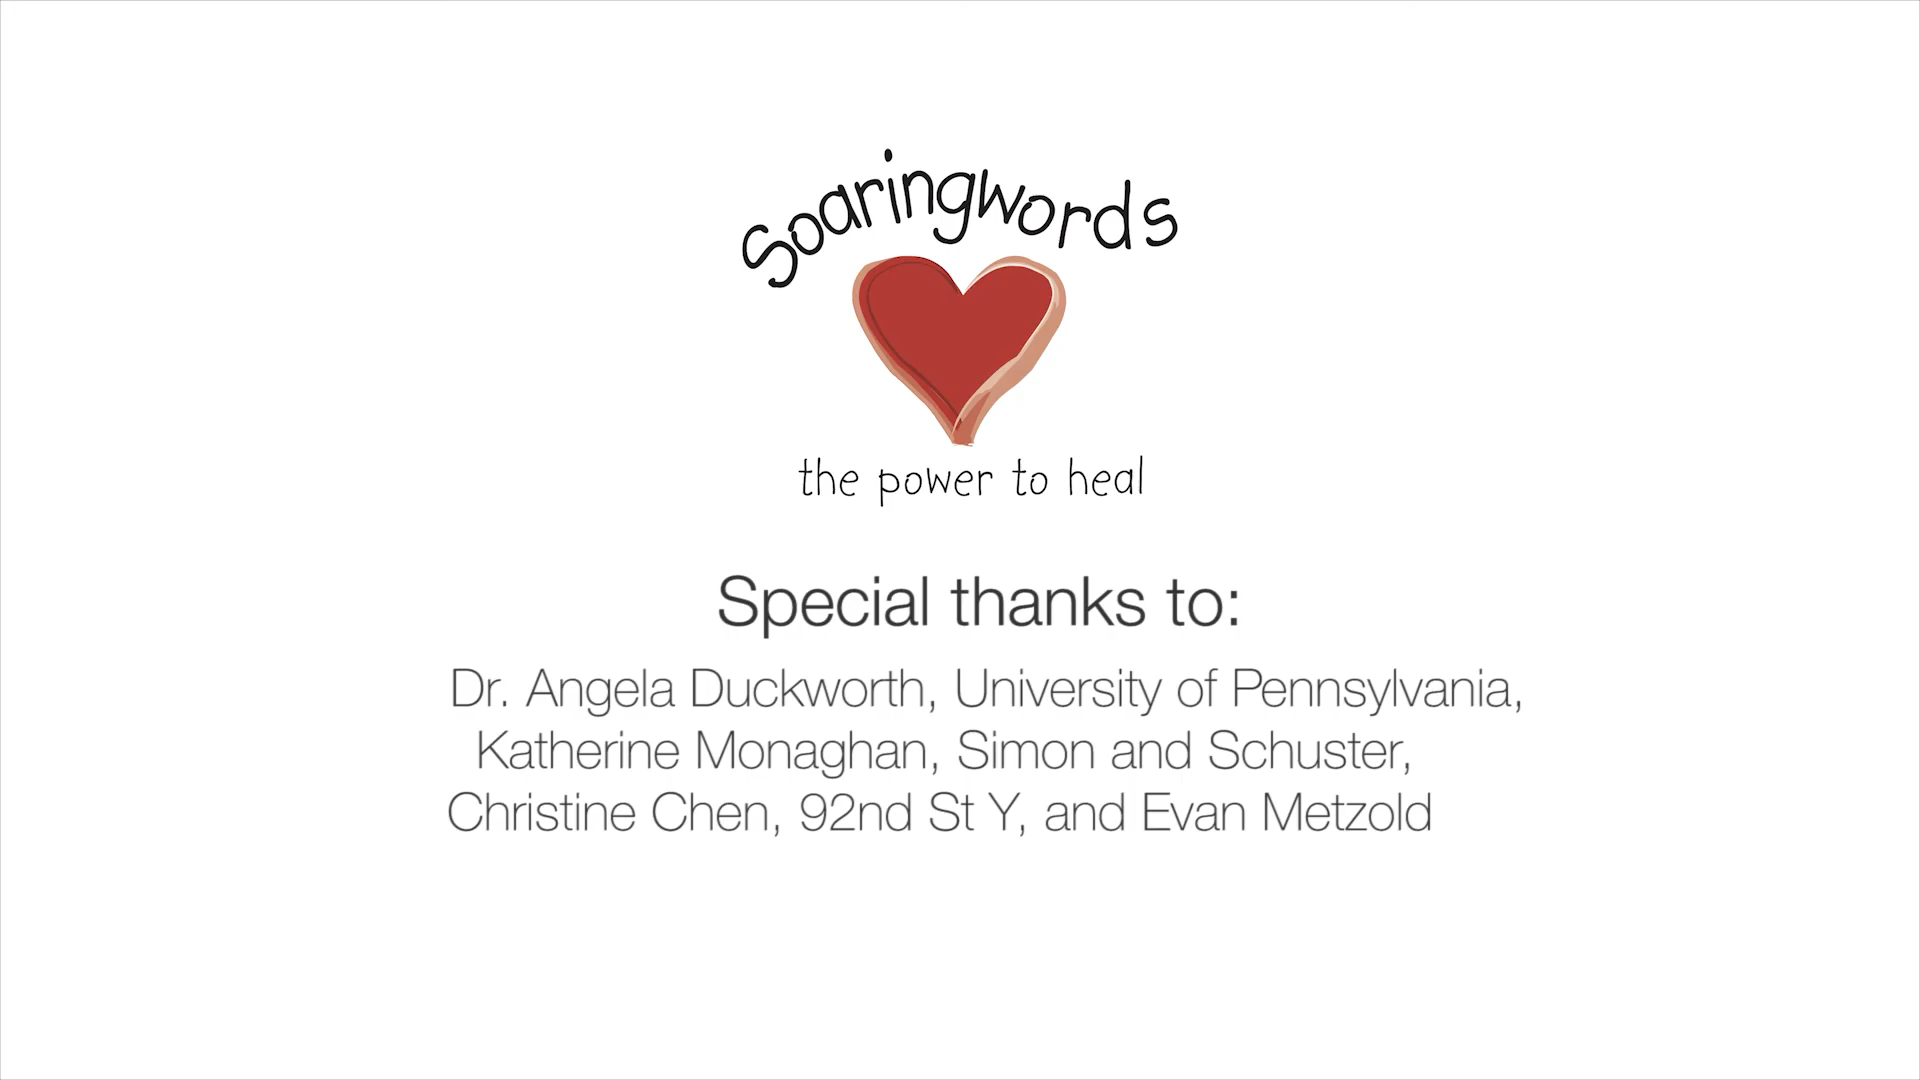 Soaringwords
the power to heal
Special thanks to:
Dr. Angela Duckworth, University of Pennsylvania,
Katherine Monaghan, Simon and Schuster,
Christine Chen, 92nd St Y, and Evan Metzold